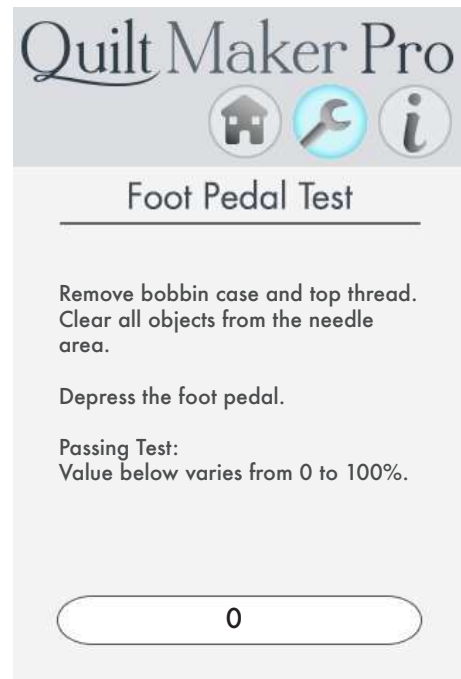 Quilt Maker Pro
i
Foot Pedal Test
Remove bobbin case and top thread.
Clear all objects from the needle
area.
Depress the foot pedal.
Passing Test:
Value below varies from 0 to 100%.
0